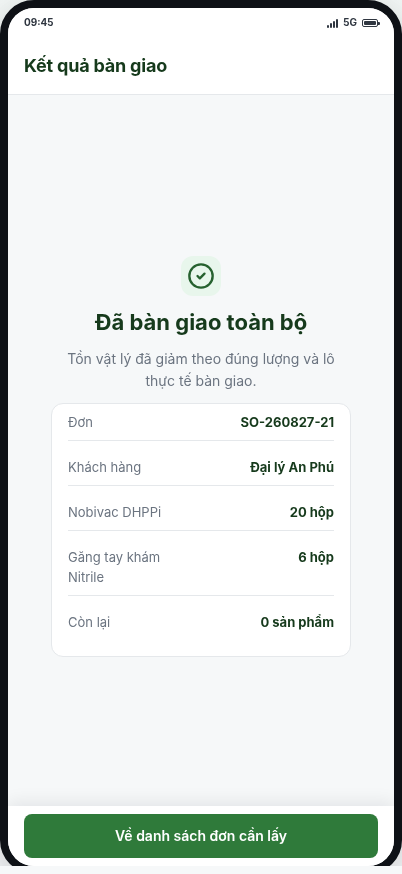 09:45
5G
Kết quả bàn giao
Đã bàn giao toàn bộ
Tồn vật lý đã giảm theo đúng lượng và lô
thực tế bàn giao.
Đơn SO-260827-21
Khách hàng Đại lý An Phú
Nobivac DHPPi 20 hộp
Găng tay khám 6 hộp
Nitrile
Còn lại 0 sản phẩm
Về danh sách đơn cần lấy